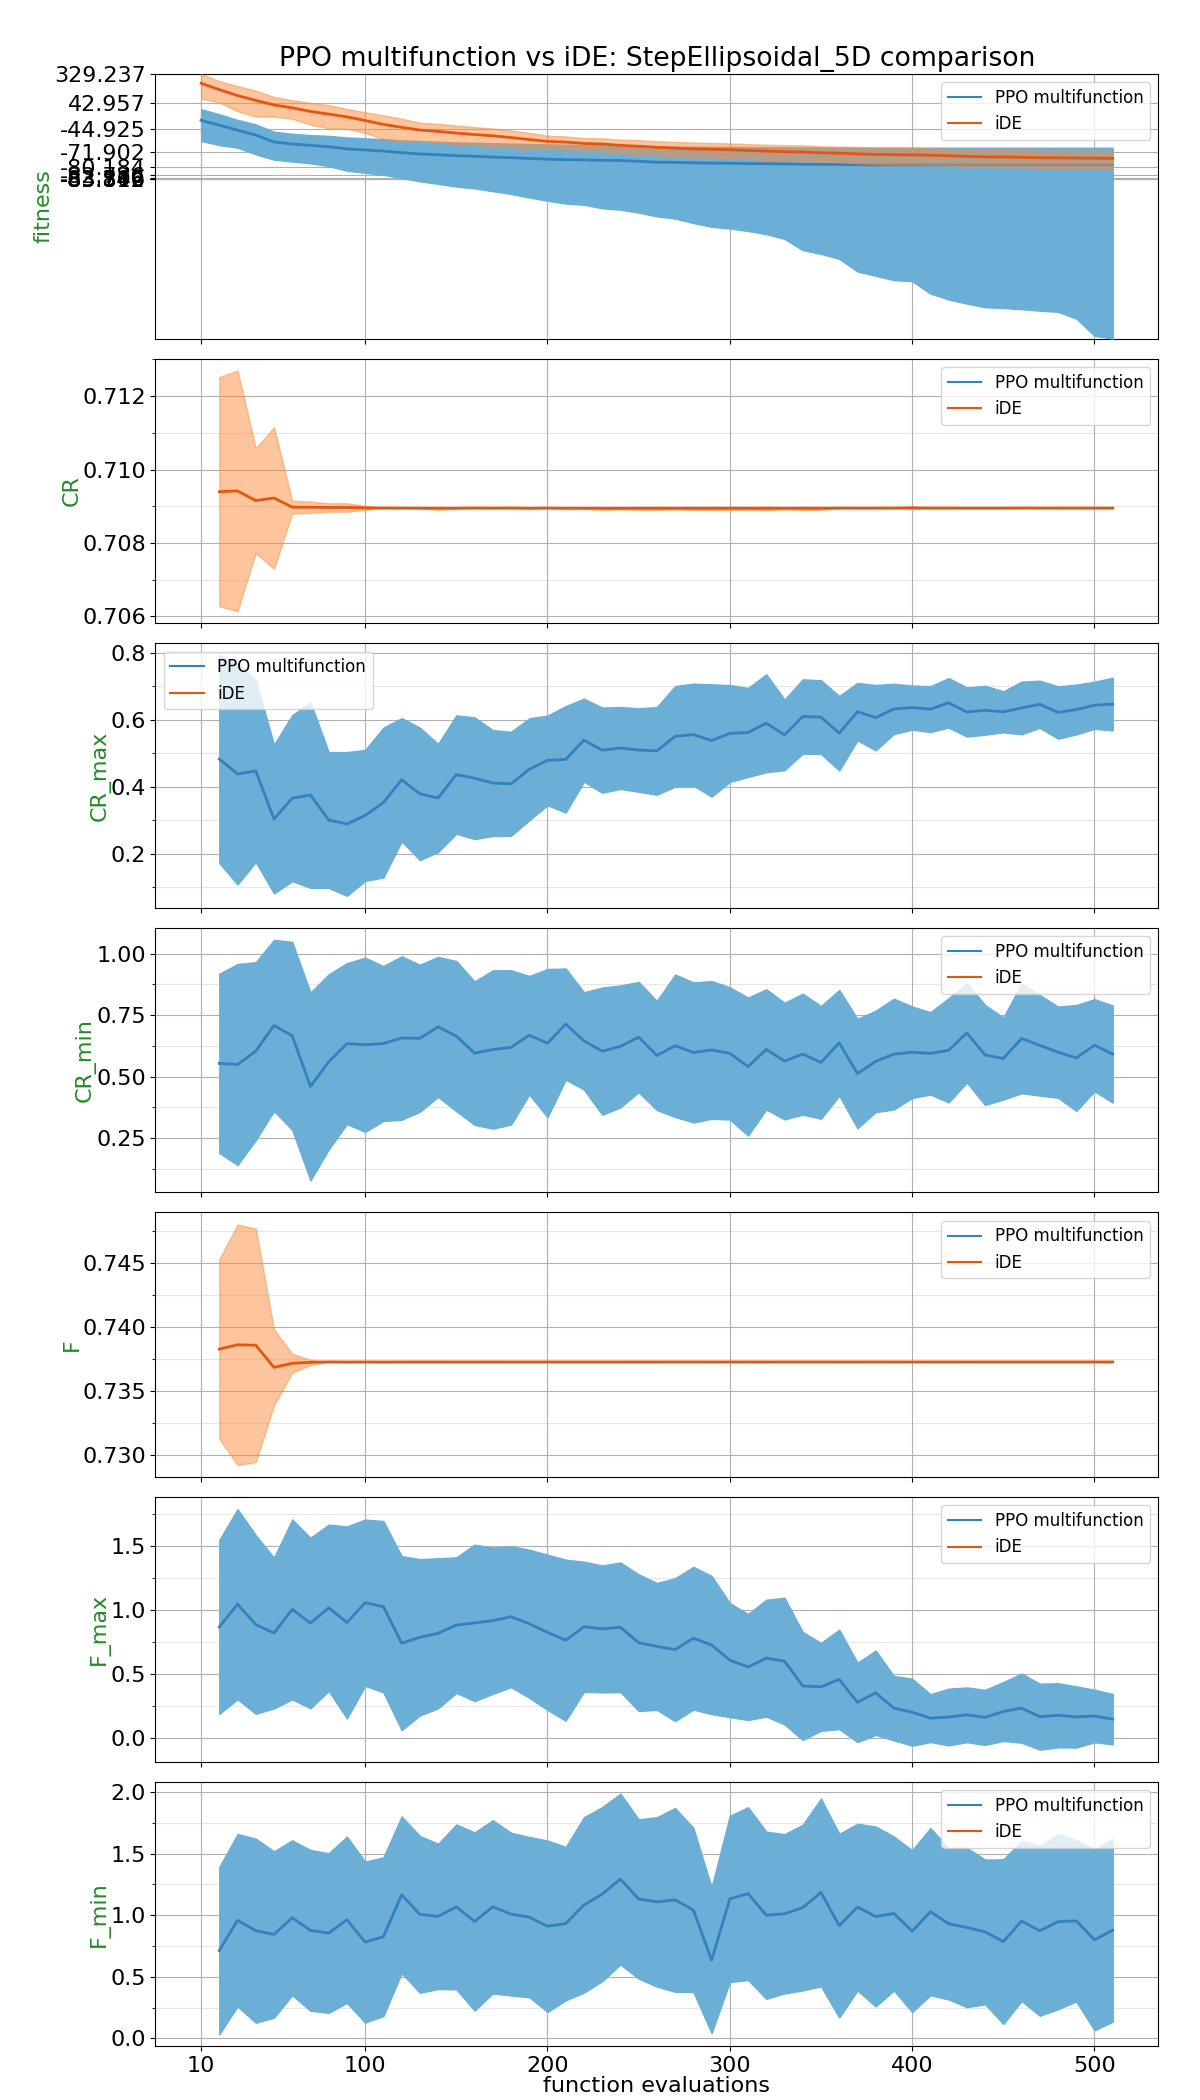 PPO multifunction vs iDE: StepEllipsoidal_5D comparison
329.237
42.957
-44.925
-71.902
-80.184
fitness
PPO multifunction
iDE
0.712
0.710
0.708
0.706
CR
PPO multifunction
iDE
0.8
0.6
0.4
0.2
CR_max
PPO multifunction
iDE
1.00
0.75
0.50
0.25
CR_min
PPO multifunction
iDE
0.745
0.740
0.735
0.730
F
PPO multifunction
iDE
1.5
1.0
0.5
0.0
F_max
PPO multifunction
iDE
2.0
1.5
1.0
0.5
0.0
F_min
PPO multifunction
iDE
10 100 200 300 400 500
function evaluations